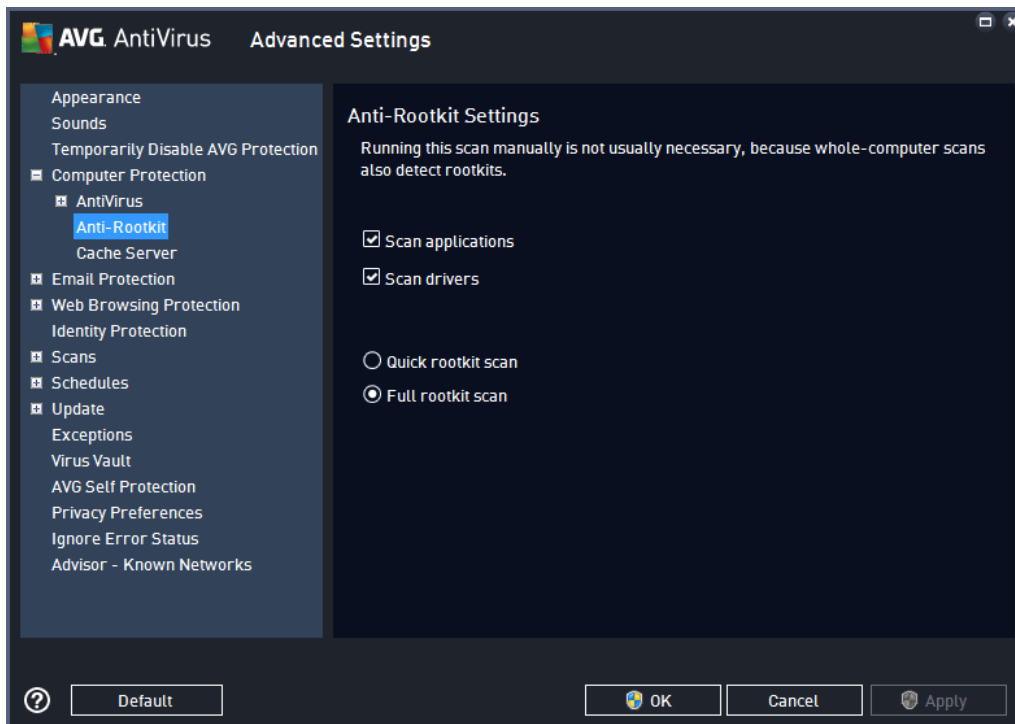 AVG. AntiVirus Advanced Settings
Appearance
Sounds
Temporarily Disable AVG Protection
Computer Protection
AntiVirus
Anti-Rootkit
Cache Server
Email Protection
Web Browsing Protection
Identity Protection
Scans
Schedules
Update
Exceptions
Virus Vault
AVG Self Protection
Privacy Preferences
Ignore Error Status
Advisor - Known Networks
Anti-Rootkit Settings
Running this scan manually is not usually necessary, because whole-computer scans
also detect rootkits.
Scan applications
Scan drivers
Quick rootkit scan
Full rootkit scan
? Default OK Cancel Apply